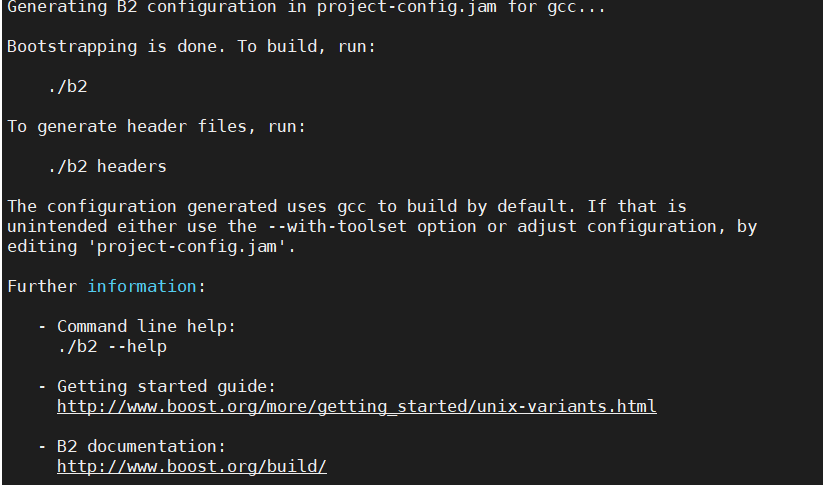 Generating B2 configuration in project-config.jam for gcc...
Bootstrapping is done. To build, run:
./b2
To generate header files, run:
./b2 headers
The configuration generated uses gcc to build by default. If that is
unintended either use the --with-toolset option or adjust configuration, by
editing 'project-config.jam'.
Further information:
- Command line help:
./b2 --help
- Getting started guide:
http://www.boost.org/more/getting_started/unix-variants.html
- B2 documentation:
http://www.boost.org/build/